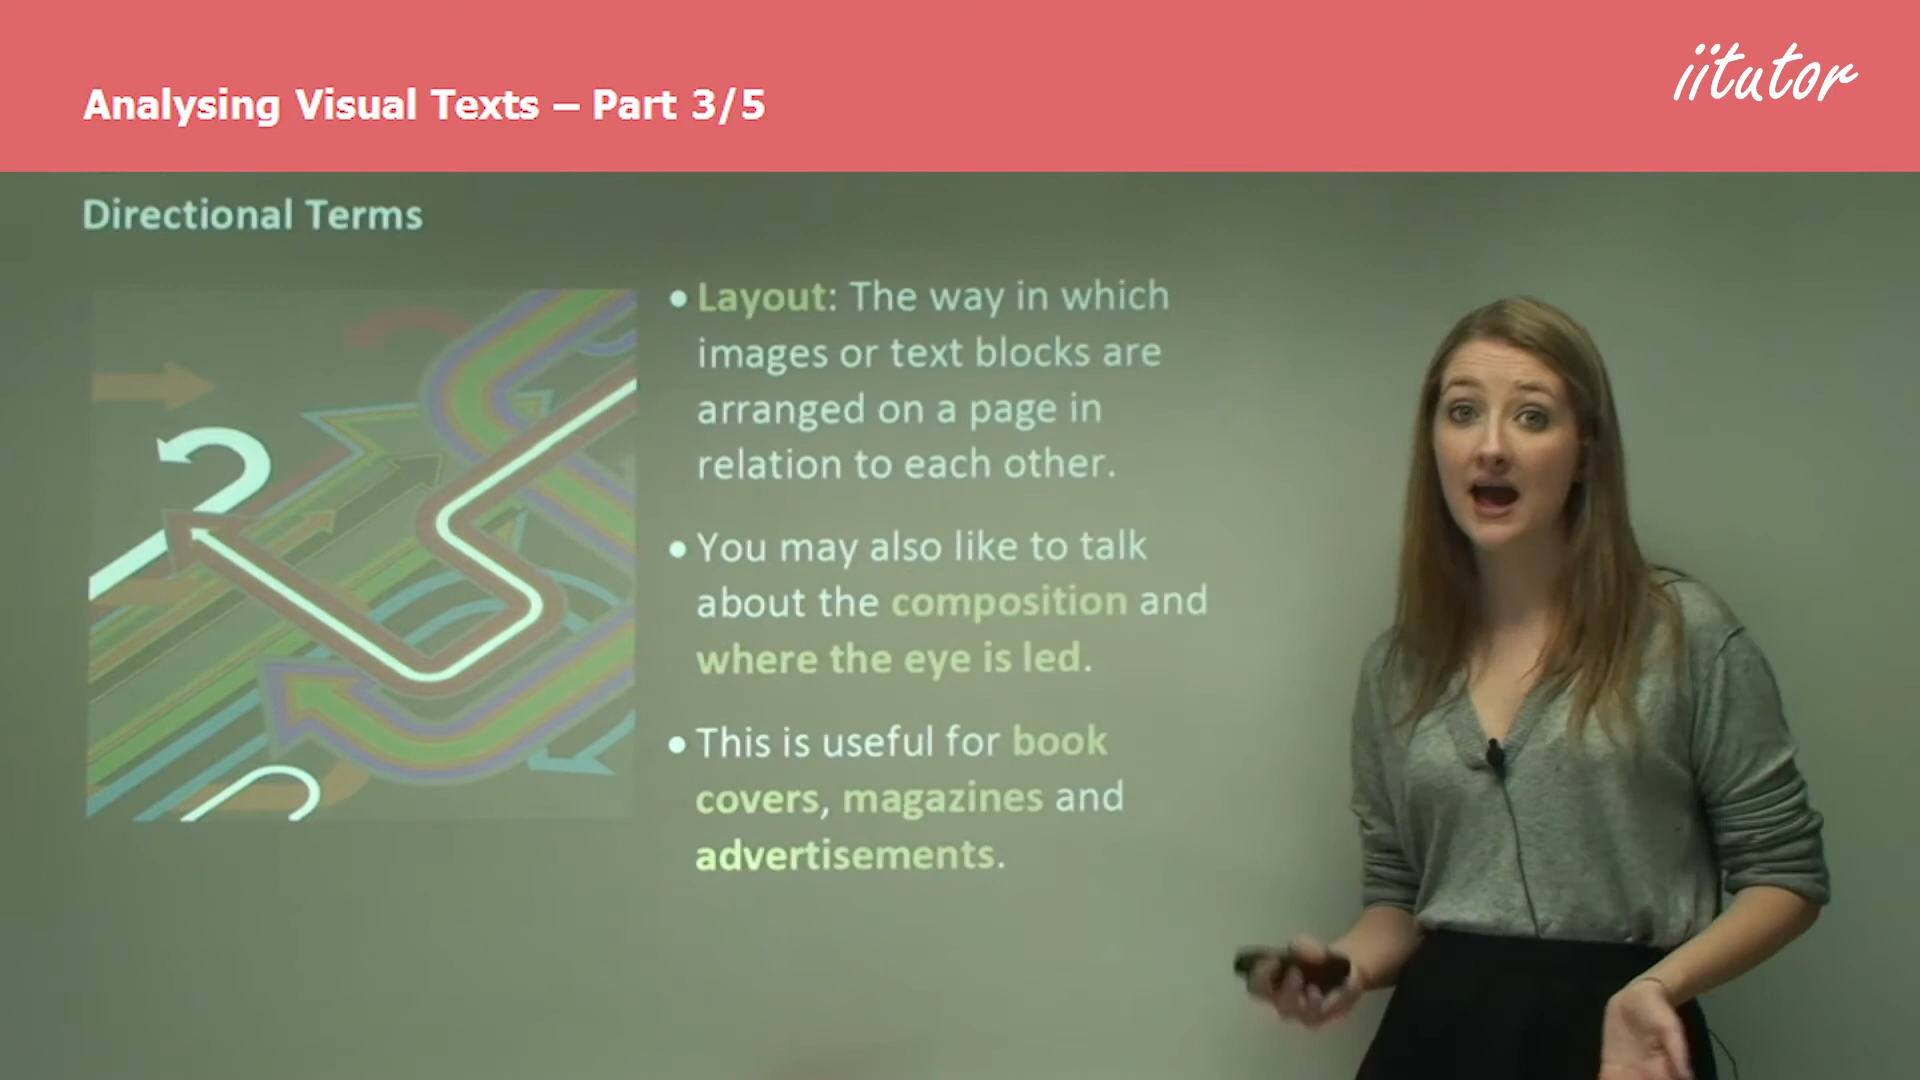 iitutor
Analysing Visual Texts – Part 3/5
Directional Terms
• Layout: The way in which
images or text blocks are
arranged on a page in
relation to each other.
• You may also like to talk
about the composition and
where the eye is led.
• This is useful for book
covers, magazines and
advertisements.